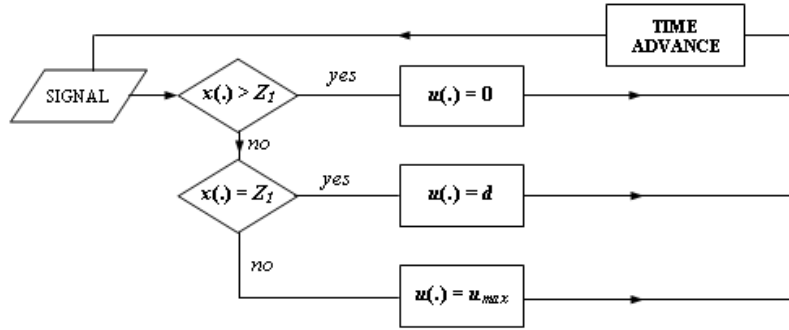 TIME
ADVANCE
SIGNAL
x(.) > Z1
yes
u(.) = 0
no
x(.) = Z1
yes
u(.) = d
no
u(.) = umax